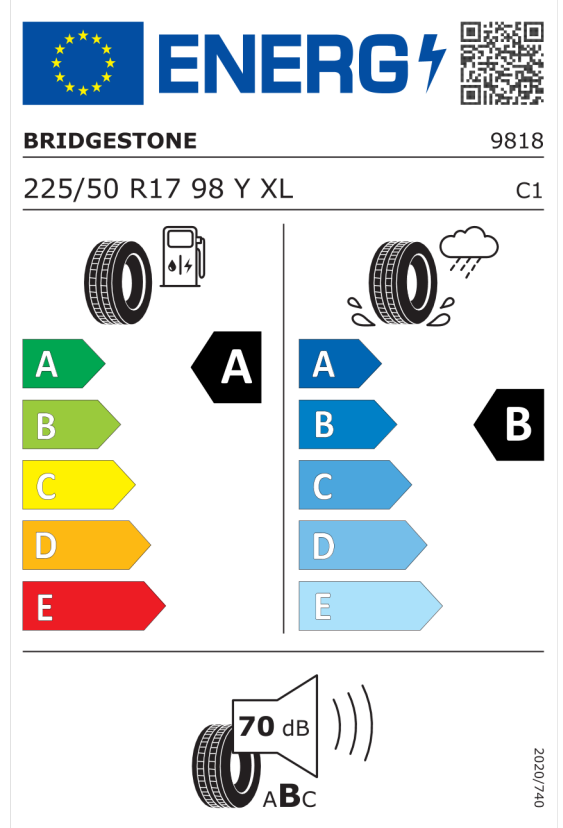 ENERG
BRIDGESTONE 9818
225/50 R17 98 Y XL C1
A A
B
C
D
E
A
B B
C
D
E
70 dB
ABC
2020/740